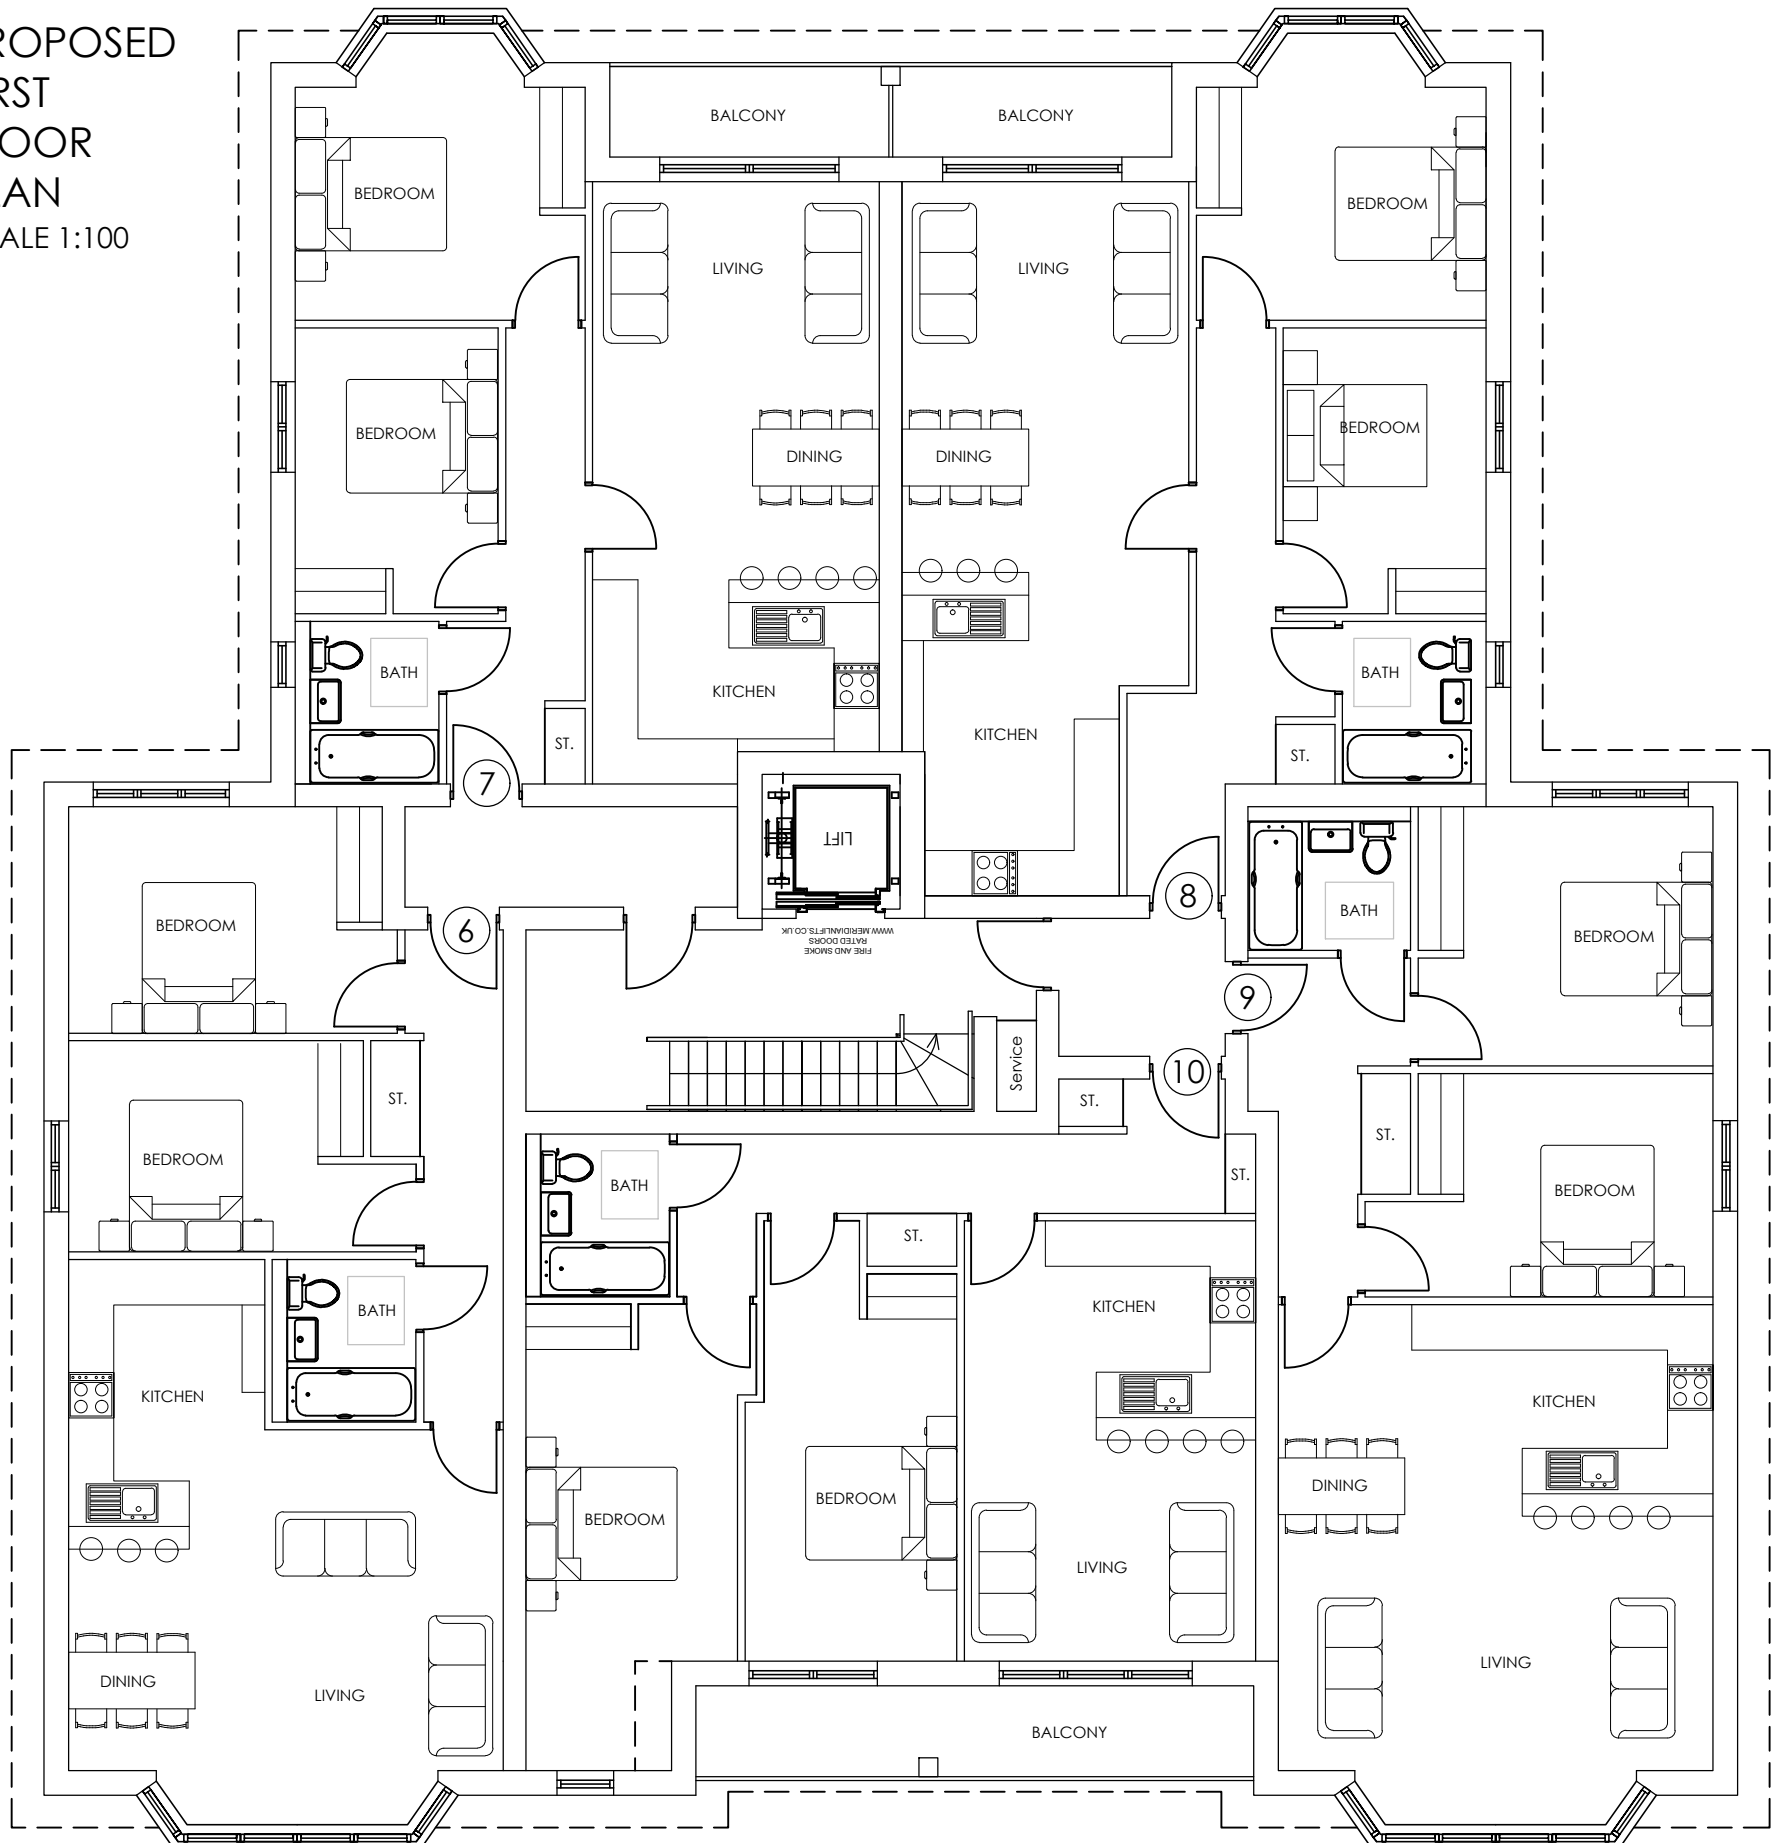 ROPOSED
RST
OOR
AN
ALE 1:100
BALCONY
BALCONY
BEDROOM
BEDROOM
LIVING
LIVING
BEDROOM
BEDROOM
DINING
DINING
BATH
BATH
KITCHEN
KITCHEN
ST.
ST.
7
LIFT
8
FIRE AND SMOKE
RATED DOORS
WWW.MERIDIANLIFTS.CO.UK
BEDROOM
6
BATH
BEDROOM
9
Service
10
ST.
ST.
ST.
BEDROOM
BATH
ST.
BEDROOM
ST.
BATH
KITCHEN
KITCHEN
KITCHEN
DINING
BEDROOM
BEDROOM
LIVING
DINING
LIVING
LIVING
BALCONY